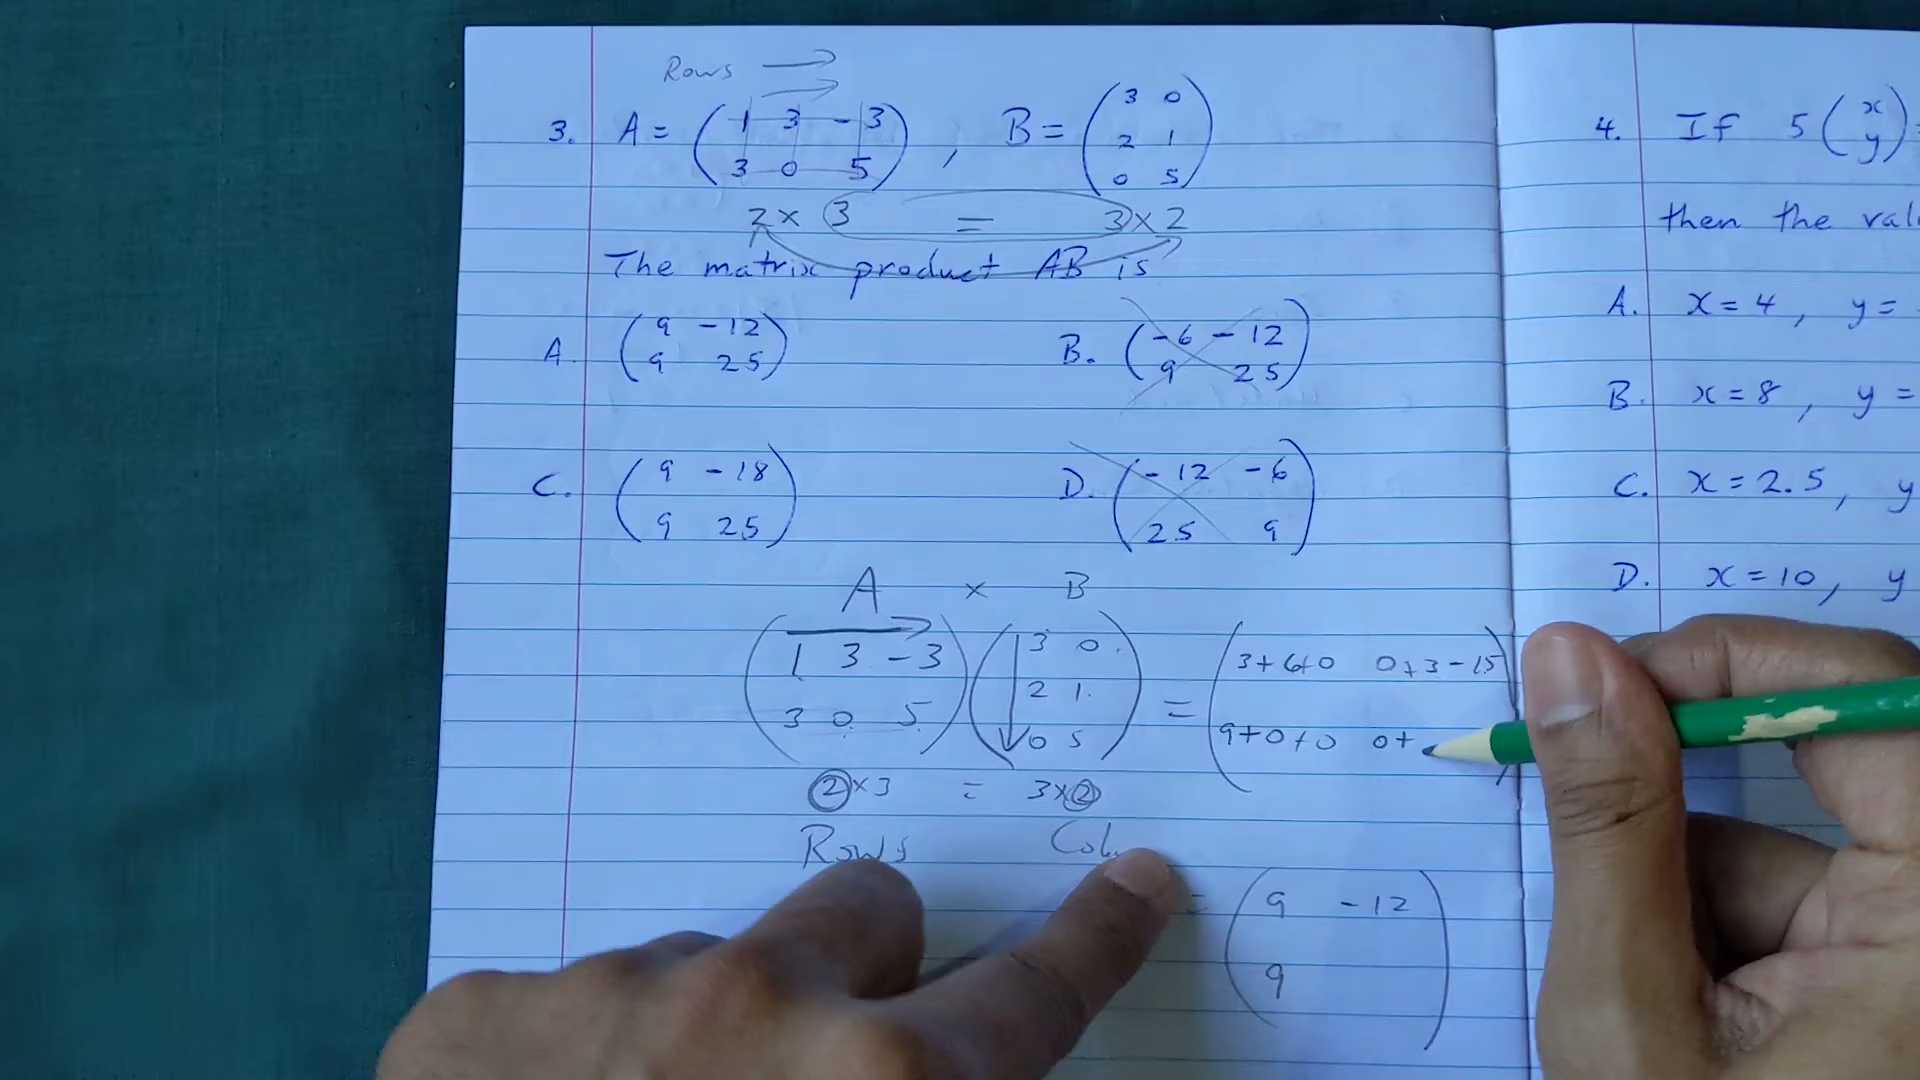 Rows
3. A = (1 3 -3 , B = (3 0
3 0 5) 2 1
0 5)
2 × 3 = 3 × 2
The matrix product AB is
A. (9 -12 B. (-6 -12
9 25) 9 25)
C. (9 -18 D. (-12 -6
9 25) 25 9)
A × B
(1 3 -3 (3 0 = (3+6+0 0+3-15
3 0 5) 2 1 9+0+0 0+
0 5)
2×3 = 3×2
Rows
= (9 -12
9 )
4. If 5 (x
y) =
then the
A. x = 4 , y =
B. x = 8 , y =
C. x = 2.5 , y
D. x = 10 , y